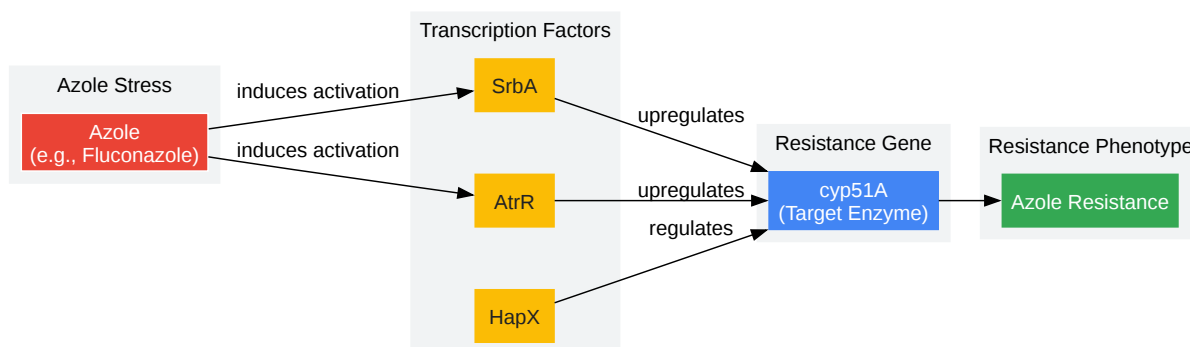 Azole Stress
Azole
(e.g., Fluconazole)
induces activation
induces activation
Transcription Factors
SrbA
AtrR
HapX
upregulates
upregulates
regulates
Resistance Gene
cyp51A
(Target Enzyme)
Resistance Phenotype
Azole Resistance